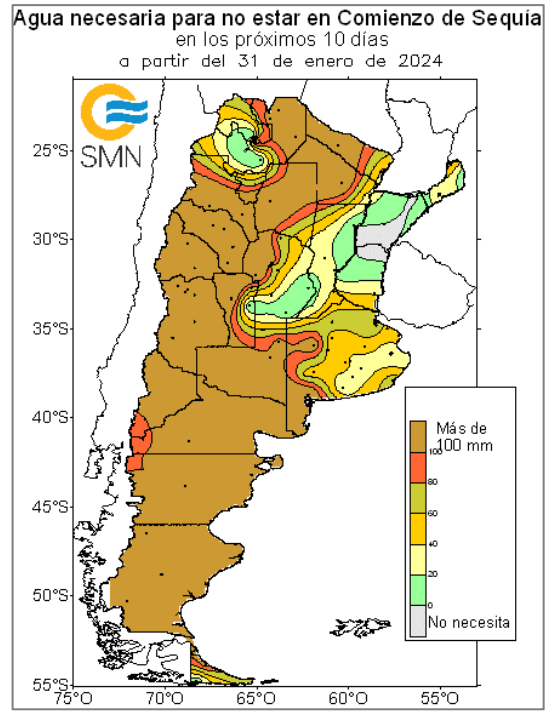 Agua necesaria para no estar en Comienzo de Sequía
en los próximos 10 días
a partir del 31 de enero de 2024
SMN
25°S
30°S
35°S
40°S
45°S
50°S
55°S
75°O
70°O
65°O
60°O
55°O
Más de
100 mm
100
80
60
40
20
0
No necesita